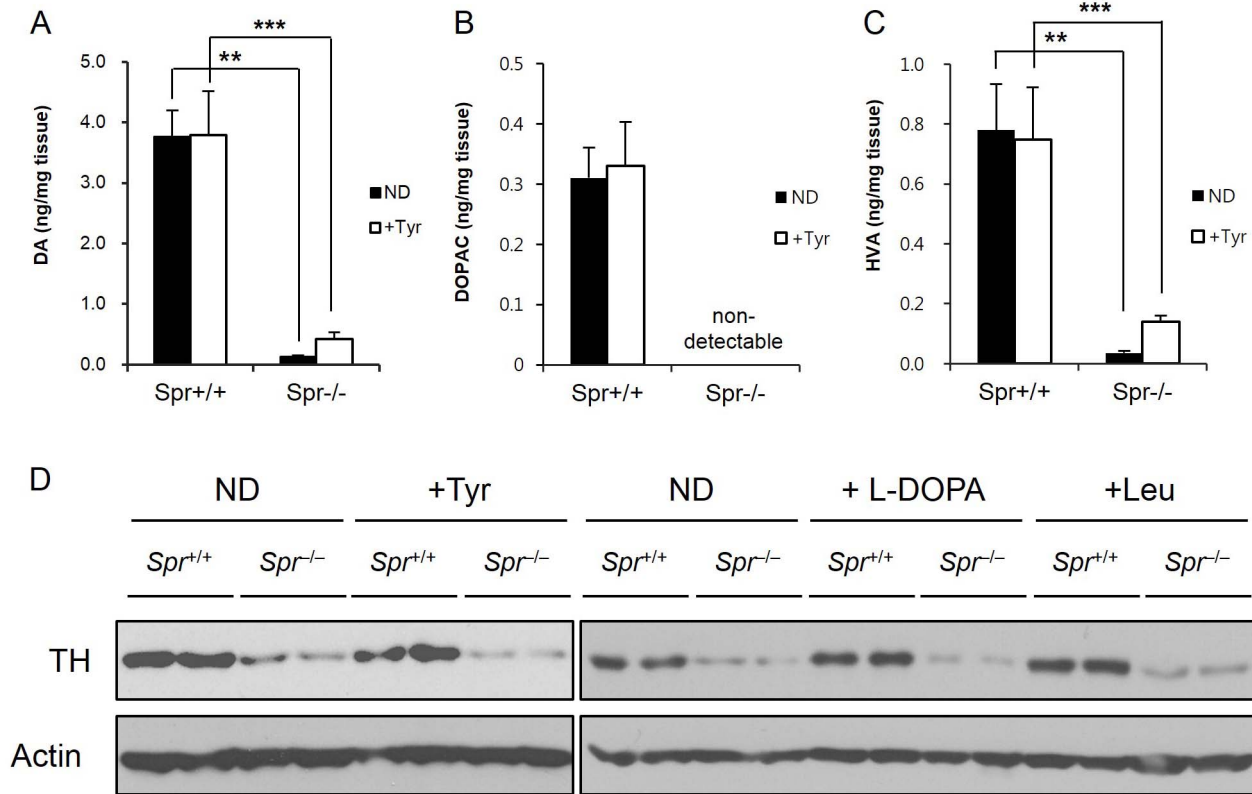 A
DA (ng/mg tissue)
5.0
4.0
3.0
2.0
1.0
0.0
**
***
ND
+Tyr
Spr+/+ Spr-/-
B
DOPAC (ng/mg tissue)
0.5
0.4
0.3
0.2
0.1
0
non-
detectable
ND
+Tyr
Spr+/+ Spr-/-
C
HVA (ng/mg tissue)
1.0
0.8
0.6
0.4
0.2
0.0
**
***
ND
+Tyr
Spr+/+ Spr-/-
D
ND +Tyr ND + L-DOPA +Leu
Spr+/+ Spr–/– Spr+/+ Spr–/– Spr+/+ Spr–/– Spr+/+ Spr–/– Spr+/+ Spr–/–
TH
Actin